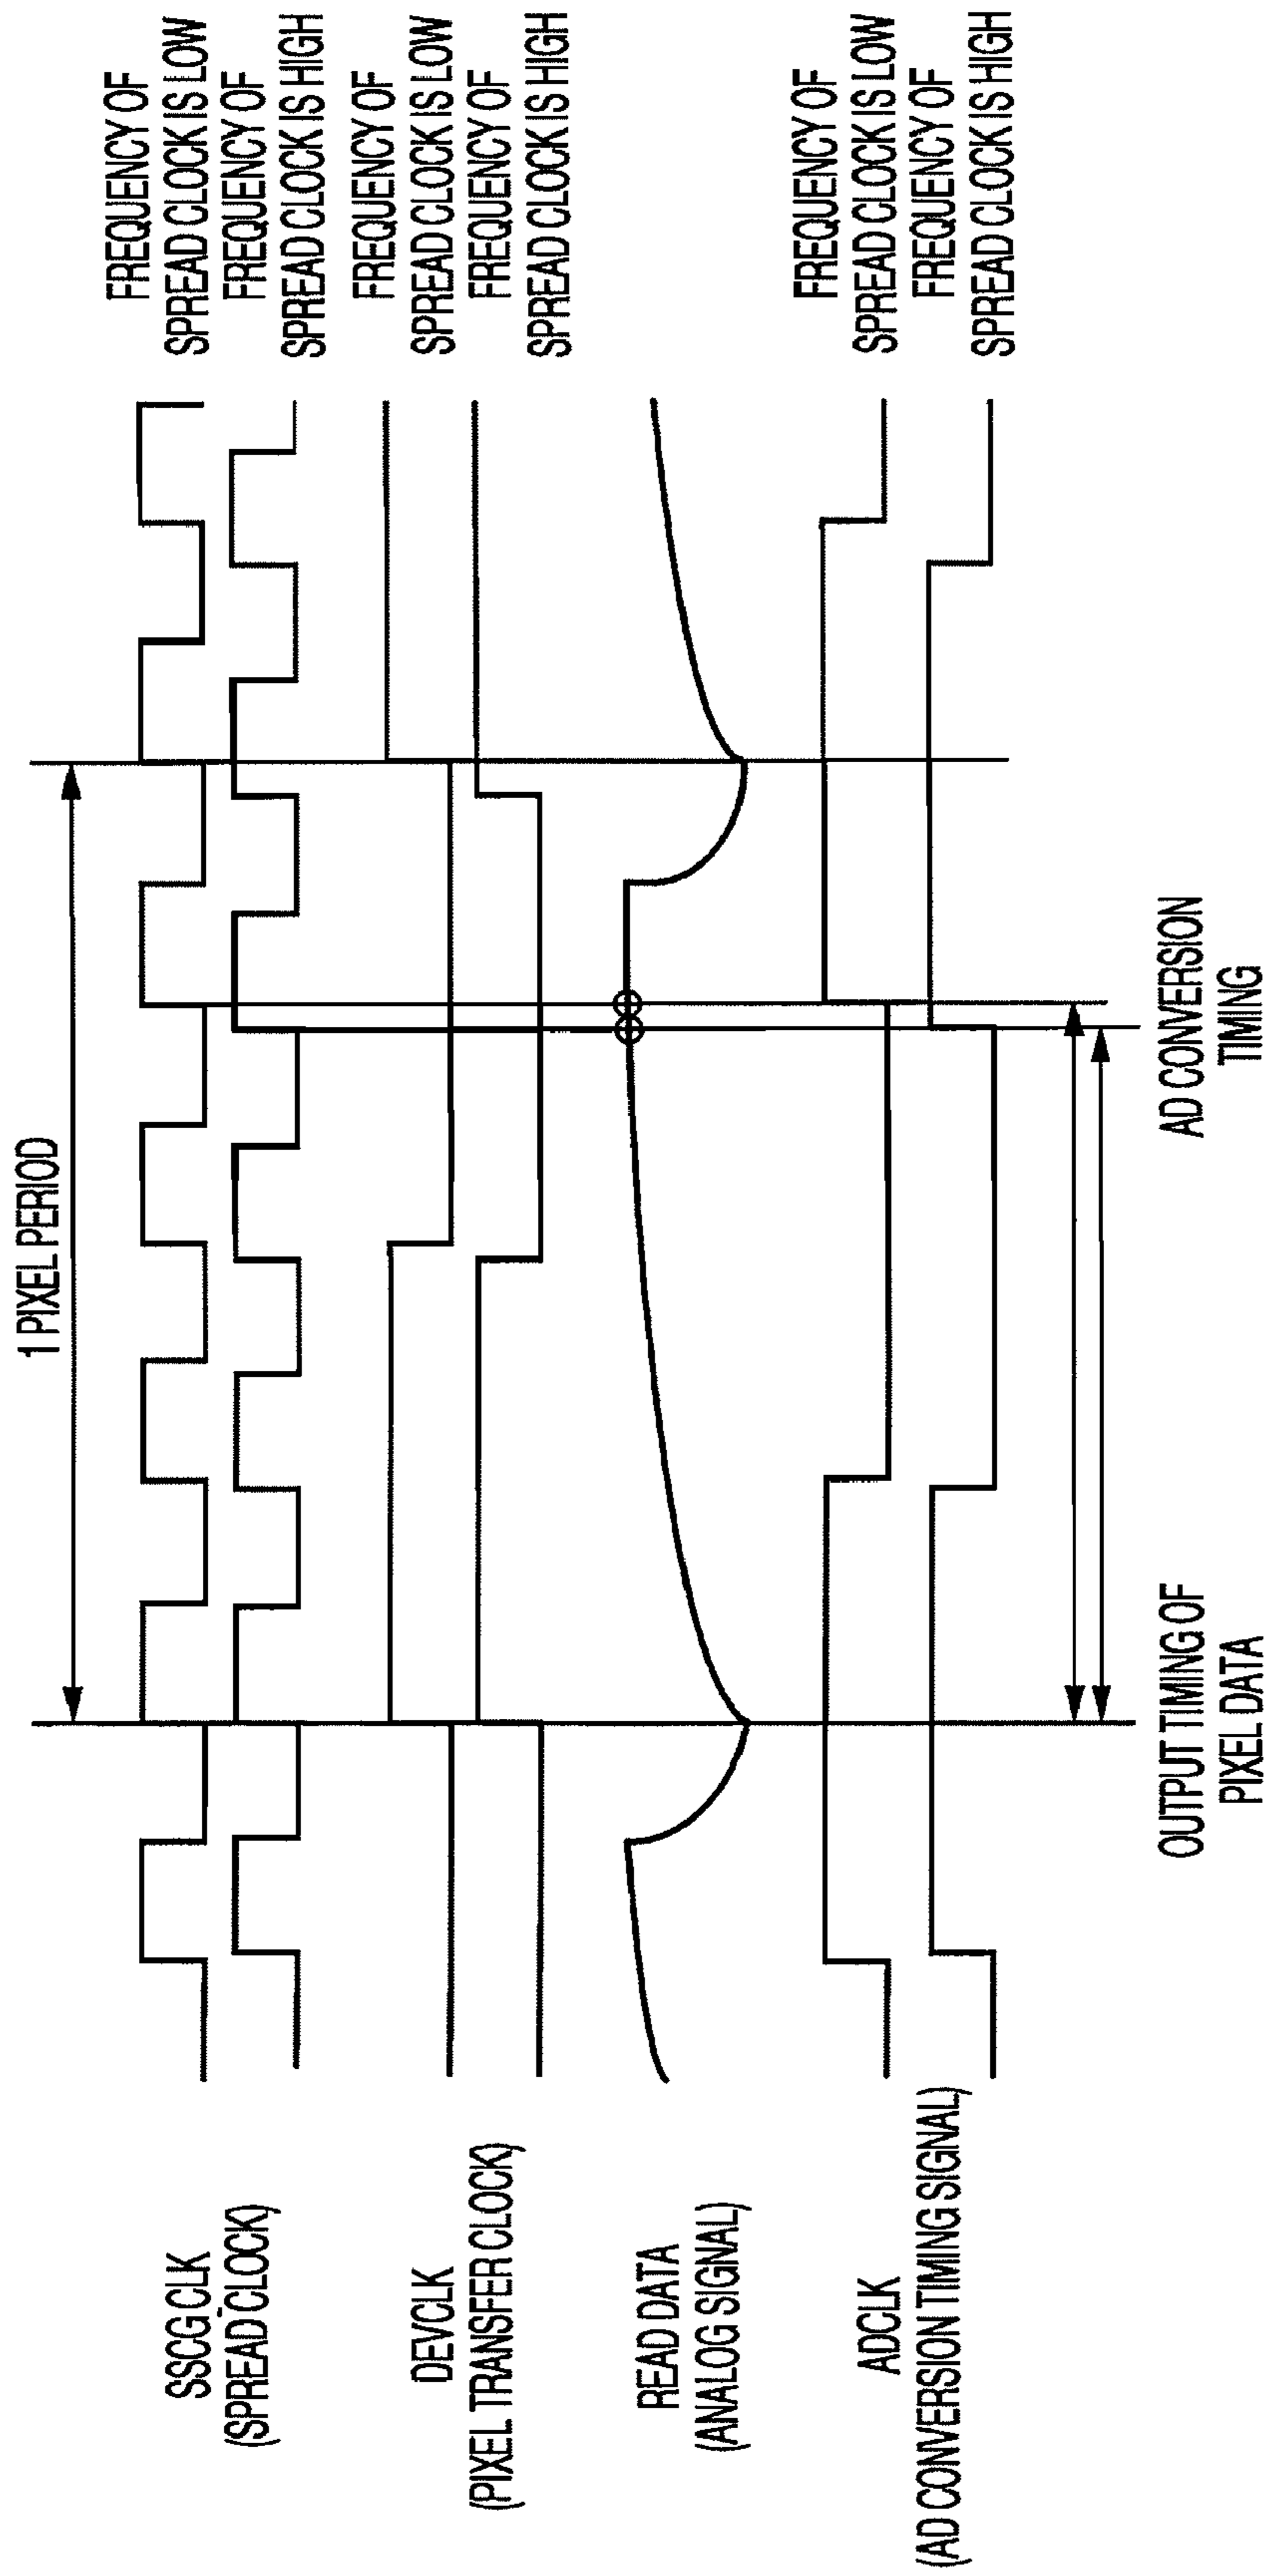 1 PIXEL PERIOD
SSCG CLK
(SPREAD CLOCK)
FREQUENCY OF
SPREAD CLOCK IS LOW
FREQUENCY OF
SPREAD CLOCK IS HIGH
DEVCLK
(PIXEL TRANSFER CLOCK)
FREQUENCY OF
SPREAD CLOCK IS LOW
FREQUENCY OF
SPREAD CLOCK IS HIGH
READ DATA
(ANALOG SIGNAL)
ADCLK
(AD CONVERSION TIMING SIGNAL)
FREQUENCY OF
SPREAD CLOCK IS LOW
FREQUENCY OF
SPREAD CLOCK IS HIGH
OUTPUT TIMING OF
PIXEL DATA
AD CONVERSION
TIMING